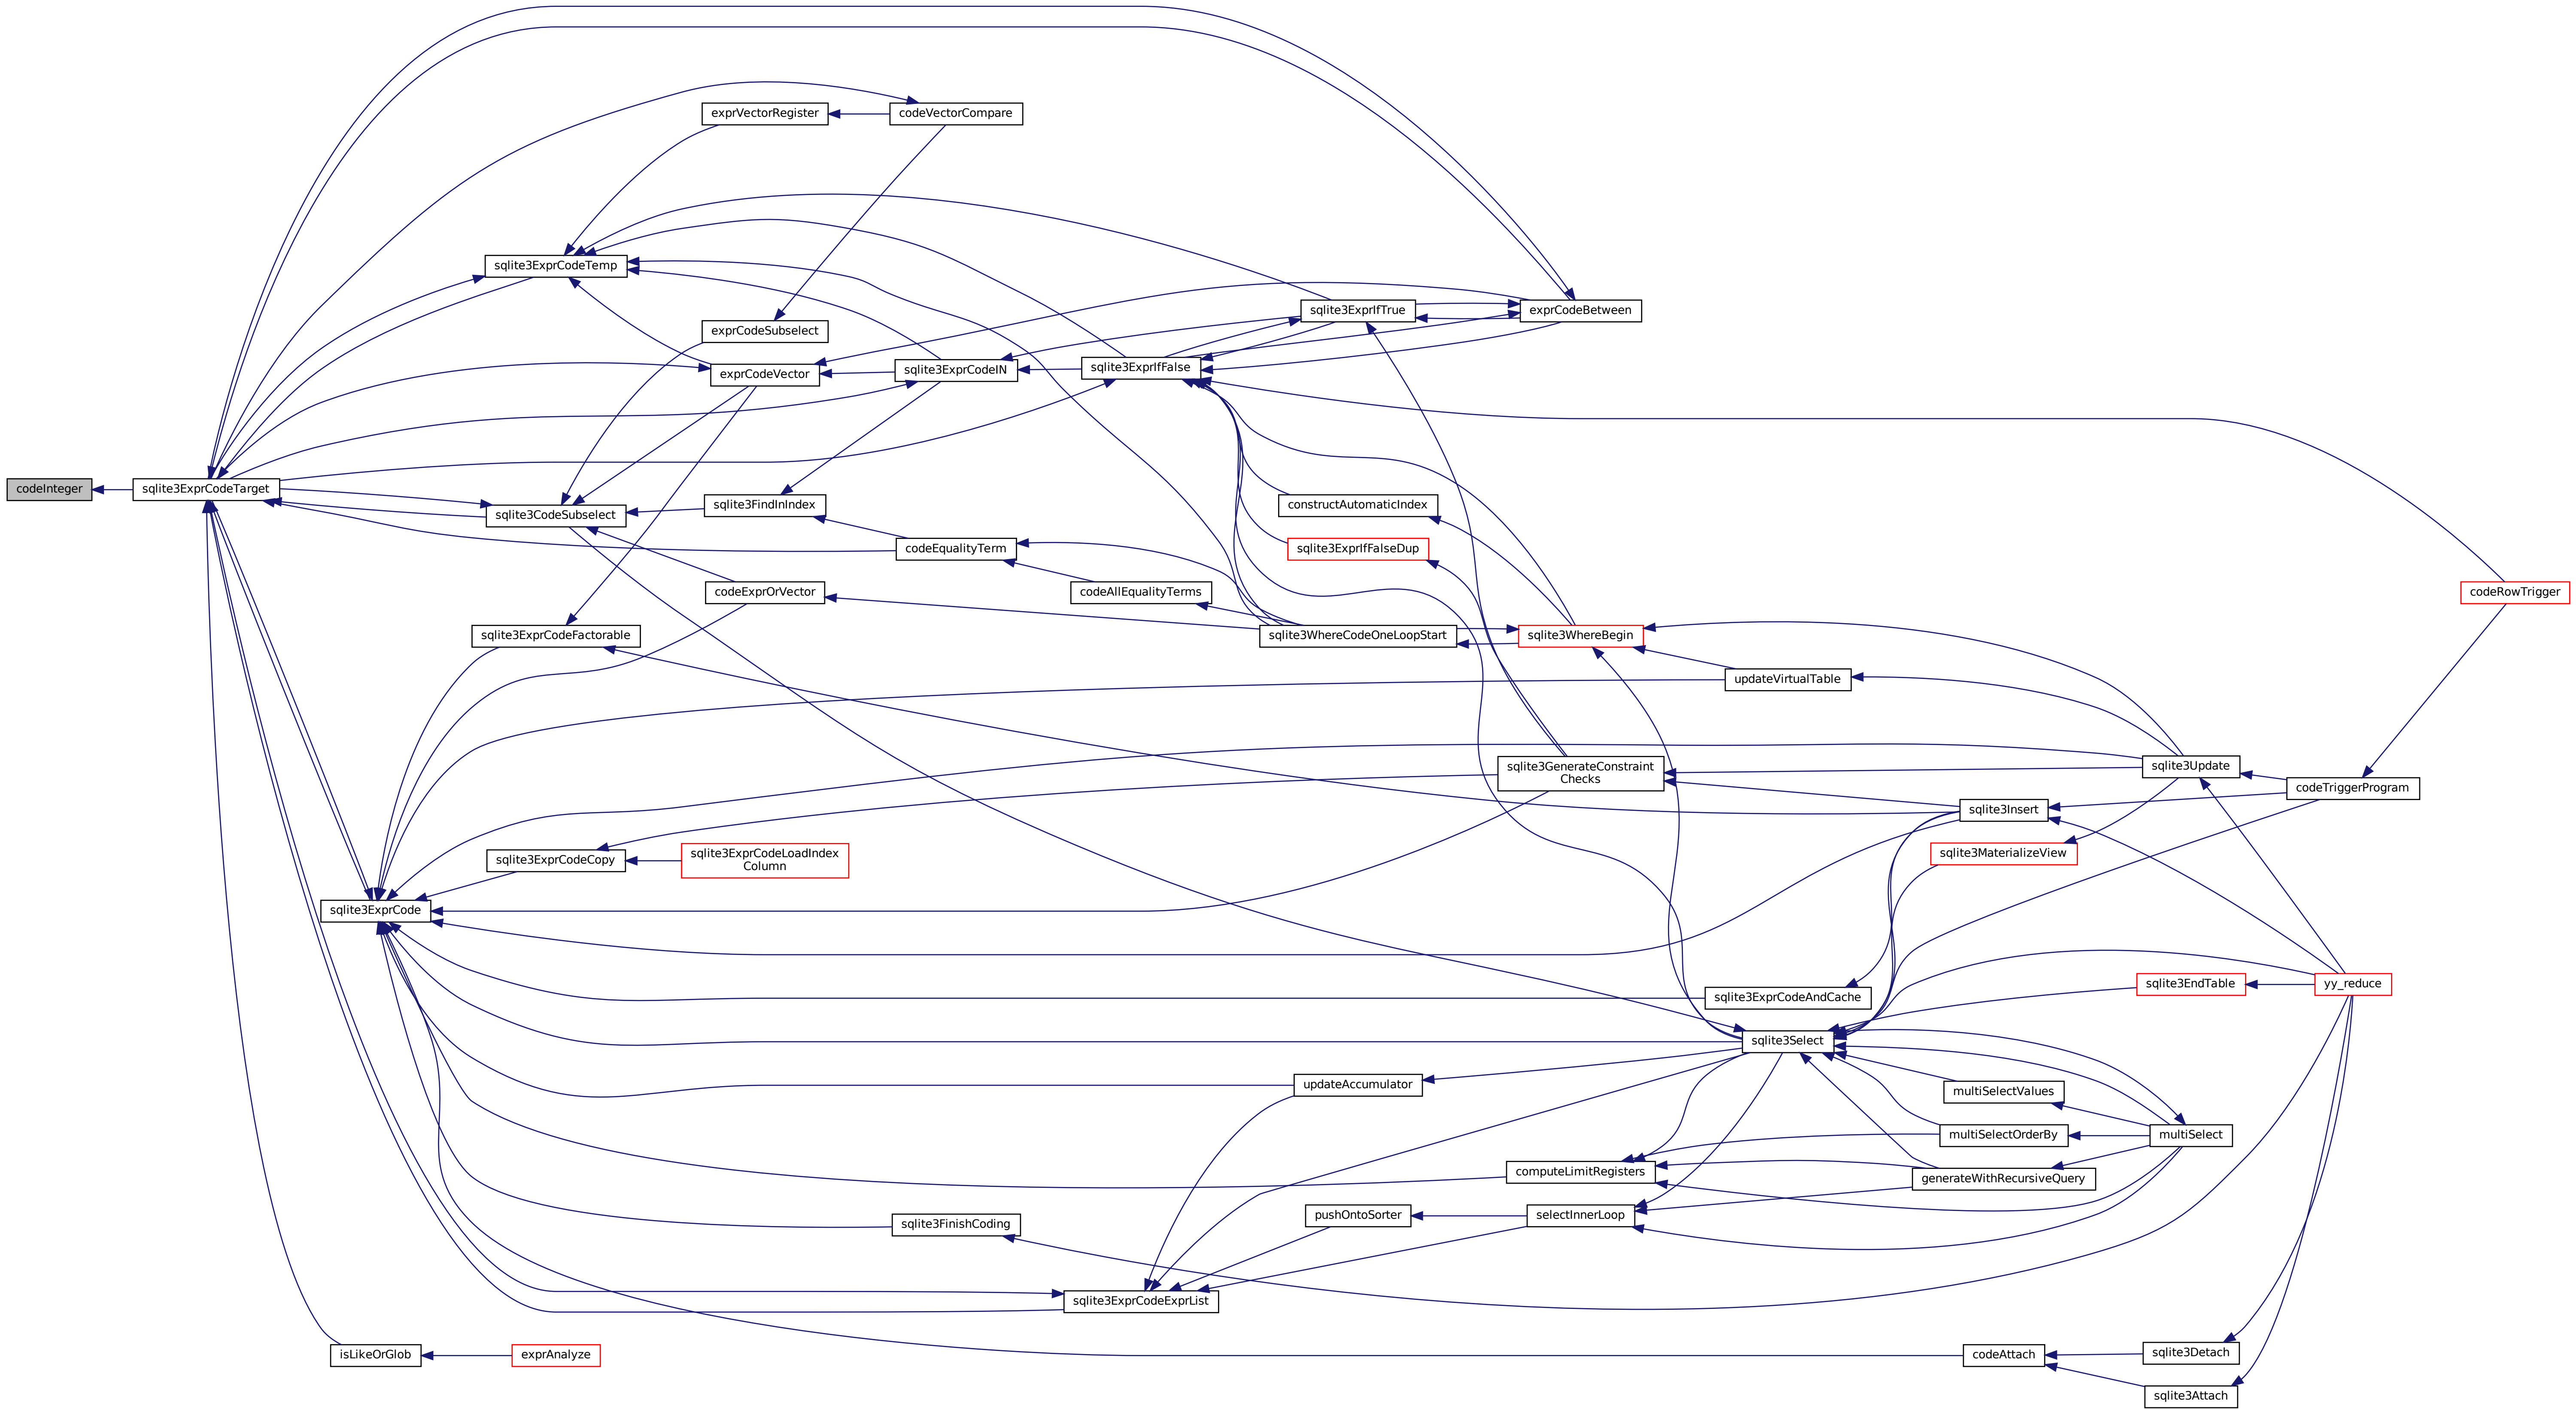 exprVectorRegister
codeVectorCompare
sqlite3ExprCodeTemp
sqlite3ExprIfTrue
exprCodeBetween
exprCodeSubselect
exprCodeVector
sqlite3ExprCodeIN
sqlite3ExprIfFalse
codeInteger
sqlite3ExprCodeTarget
sqlite3CodeSubselect
sqlite3FindInIndex
constructAutomaticIndex
codeEqualityTerm
sqlite3ExprIfFalseDup
codeExprOrVector
codeAllEqualityTerms
codeRowTrigger
sqlite3ExprCodeFactorable
sqlite3WhereCodeOneLoopStart
sqlite3WhereBegin
updateVirtualTable
sqlite3GenerateConstraint
Checks
sqlite3Update
codeTriggerProgram
sqlite3Insert
sqlite3ExprCodeCopy
sqlite3ExprCodeLoadIndex
Column
sqlite3MaterializeView
sqlite3ExprCode
sqlite3ExprCodeAndCache
sqlite3EndTable
yy_reduce
sqlite3Select
updateAccumulator
multiSelectValues
multiSelectOrderBy
multiSelect
computeLimitRegisters
generateWithRecursiveQuery
sqlite3FinishCoding
pushOntoSorter
selectInnerLoop
sqlite3ExprCodeExprList
isLikeOrGlob
exprAnalyze
codeAttach
sqlite3Detach
sqlite3Attach